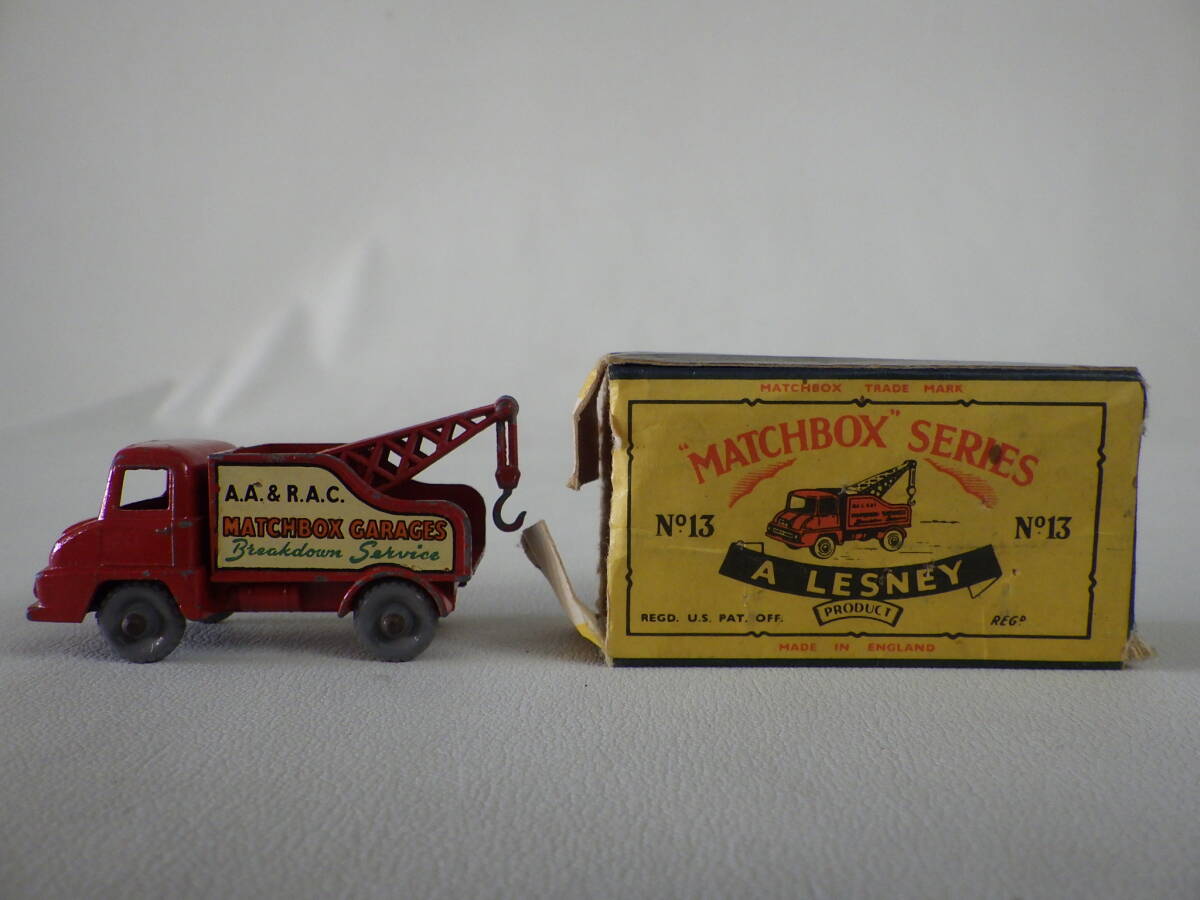 A.A. & R.A.C.
MATCHBOX GARAGES
Breakdown Service
MATCHBOX TRADE MARK
"MATCHBOX" SERIES
Nº13
Nº13
A LESNEY
PRODUCT
REGD. U.S. PAT. OFF.
REGD
MADE IN ENGLAND